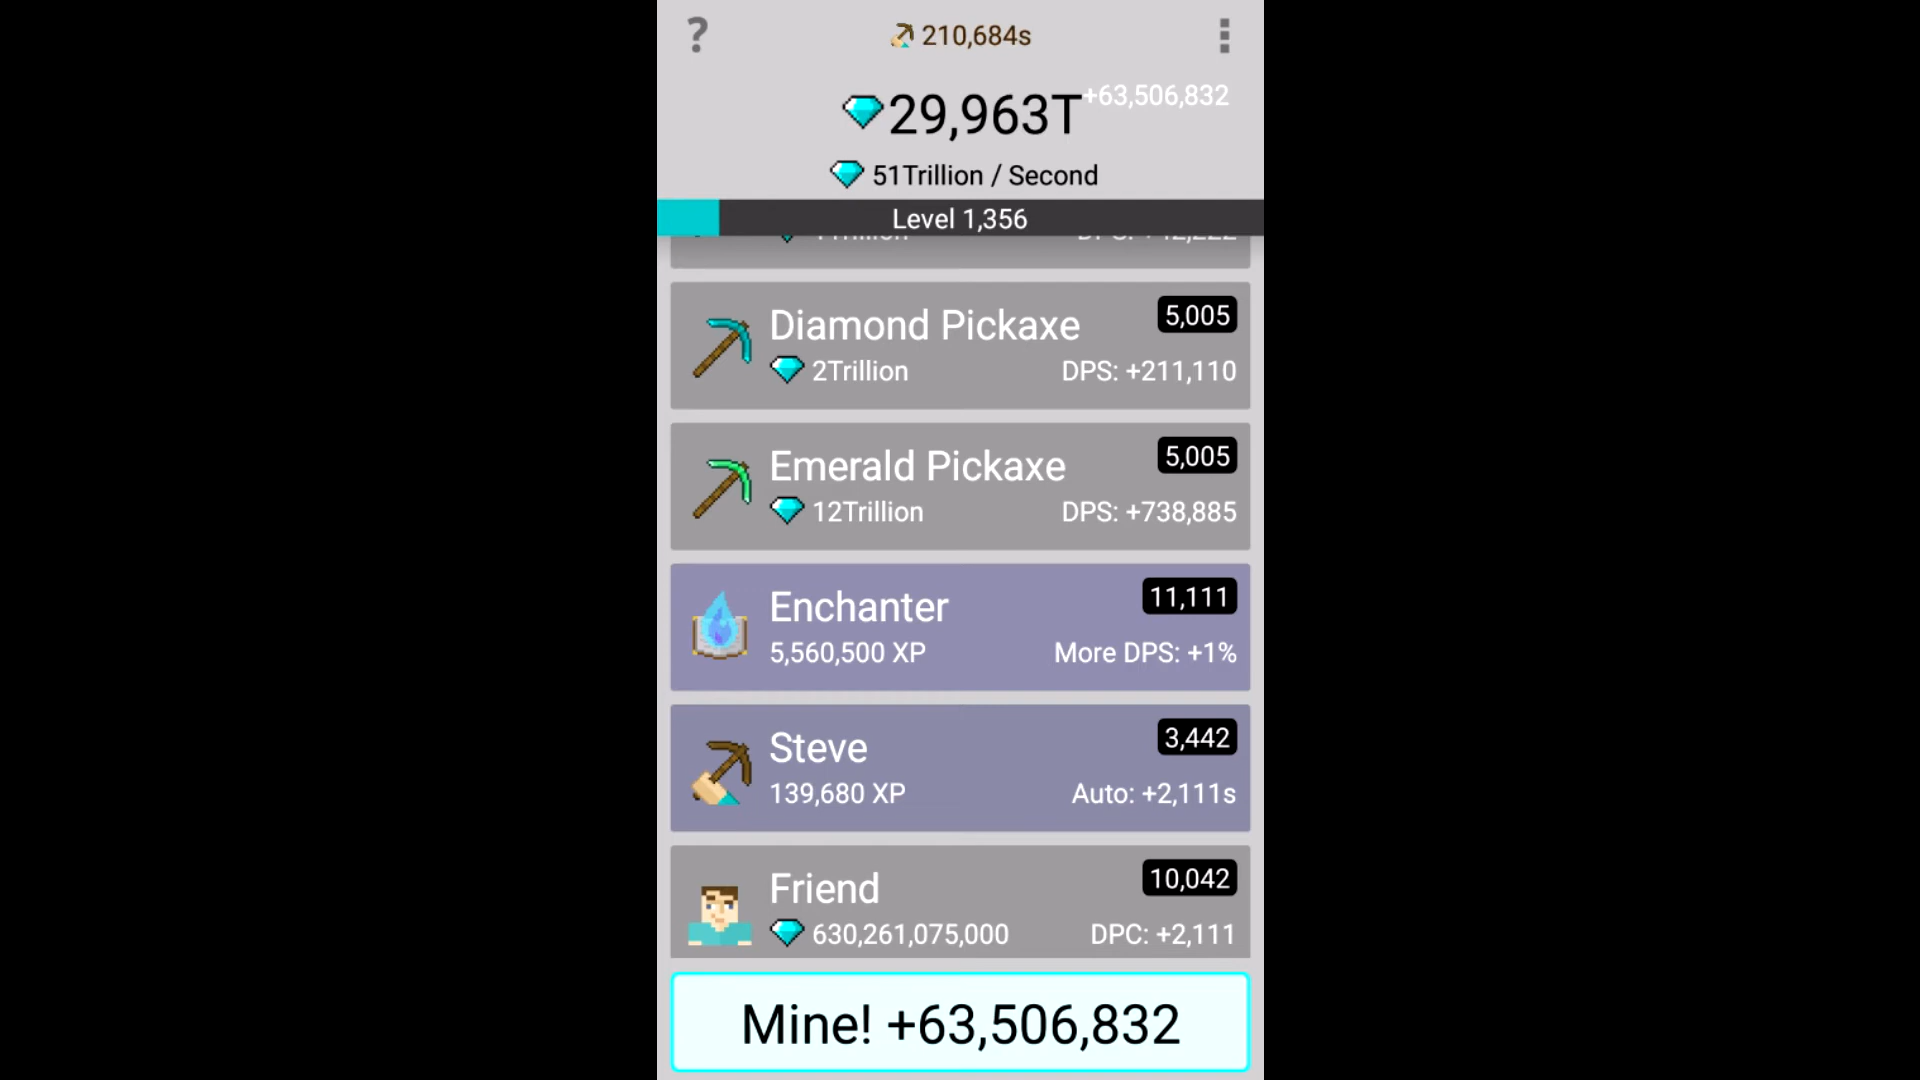 ?
210,684s
29,963T
+63,506,832
51Trillion / Second
Level 1,356
Diamond Pickaxe
5,005
2Trillion
DPS: +211,110
Emerald Pickaxe
5,005
12Trillion
DPS: +738,885
Enchanter
11,111
5,560,500 XP
More DPS: +1%
Steve
3,442
139,680 XP
Auto: +2,111s
Friend
10,042
630,261,075,000
DPC: +2,111
Mine! +63,506,832